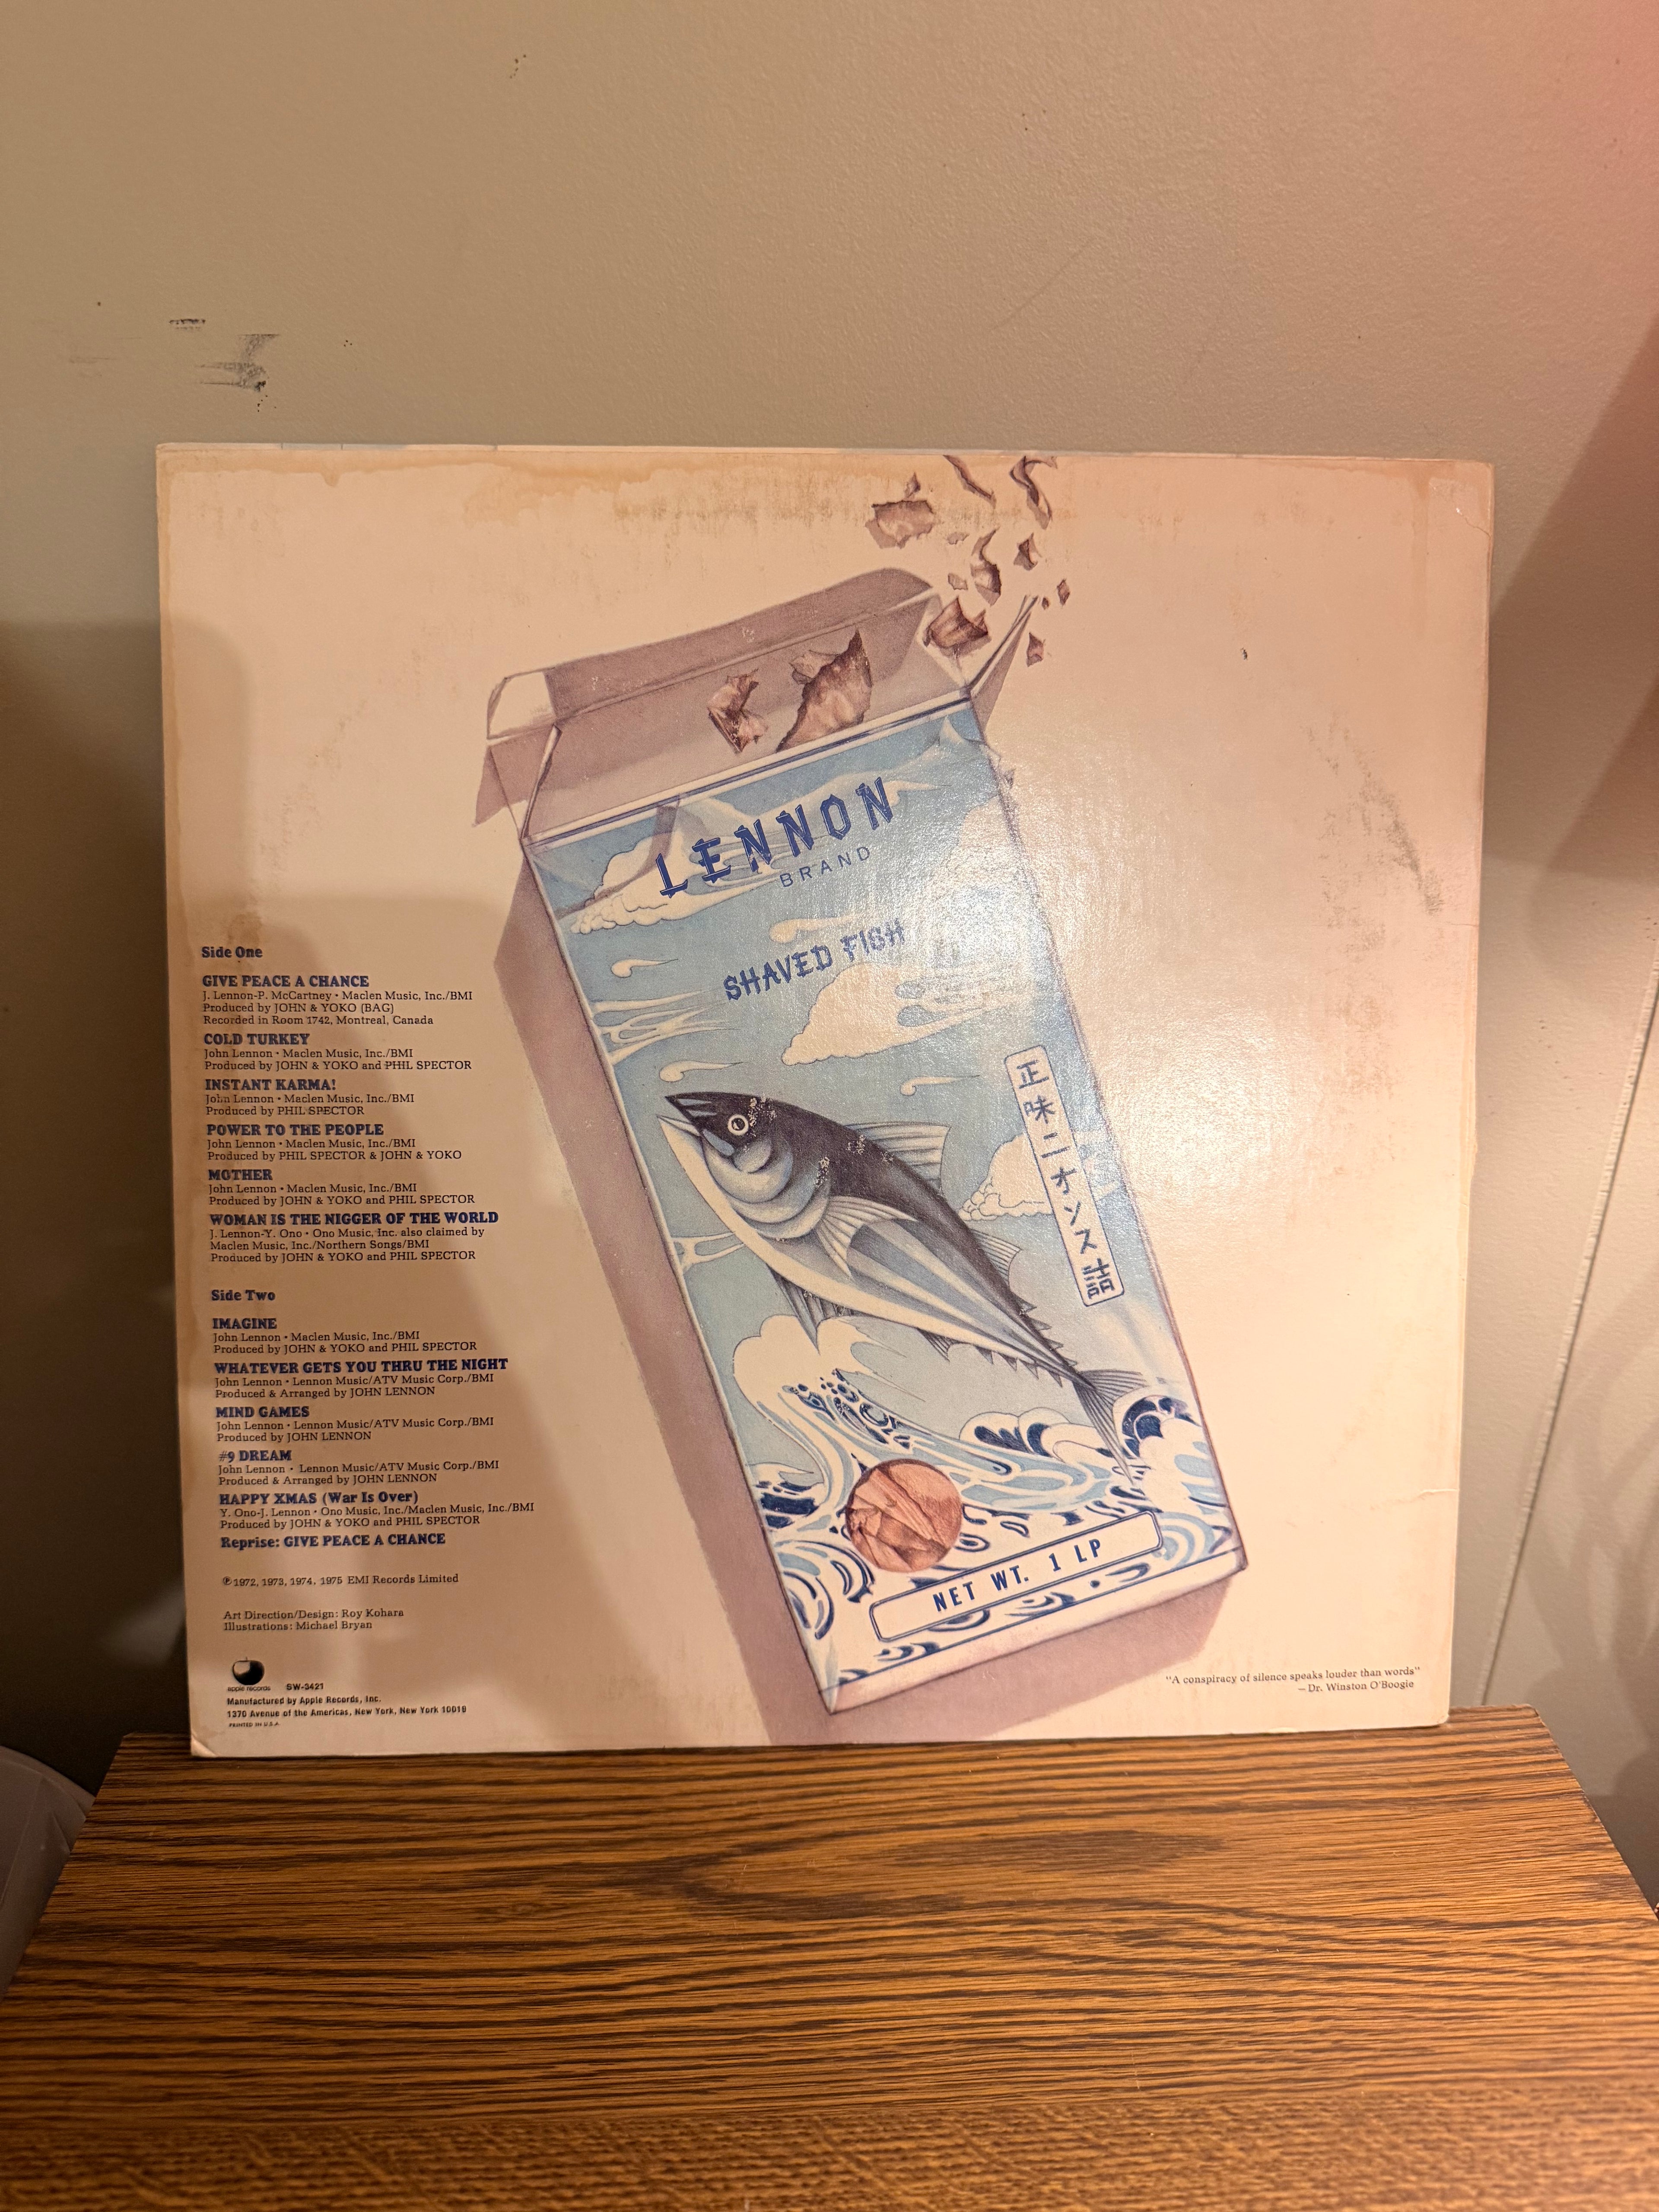 LENNON
BRAND
SHAVED FISH
正味二オンス詰
NET WT. 1 LP
Side One
GIVE PEACE A CHANCE
J. Lennon-P. McCartney • Maclen Music, Inc./BMI
Produced by JOHN & YOKO (BAG)
Recorded in Room 1742, Montreal, Canada
COLD TURKEY
John Lennon • Maclen Music, Inc./BMI
Produced by JOHN & YOKO and PHIL SPECTOR
INSTANT KARMA!
John Lennon • Maclen Music, Inc./BMI
Produced by PHIL SPECTOR
POWER TO THE PEOPLE
John Lennon • Maclen Music, Inc./BMI
Produced by PHIL SPECTOR & JOHN & YOKO
MOTHER
John Lennon • Maclen Music, Inc./BMI
Produced by JOHN & YOKO and PHIL SPECTOR
WOMAN IS THE NIGGER OF THE WORLD
J. Lennon-Y. Ono • Ono Music, Inc. also claimed by
Maclen Music, Inc./Northern Songs/BMI
Produced by JOHN & YOKO and PHIL SPECTOR
Side Two
IMAGINE
John Lennon • Maclen Music, Inc./BMI
Produced by JOHN & YOKO and PHIL SPECTOR
WHATEVER GETS YOU THRU THE NIGHT
John Lennon • Lennon Music/ATV Music Corp./BMI
Produced & Arranged by JOHN LENNON
MIND GAMES
John Lennon • Lennon Music/ATV Music Corp./BMI
Produced by JOHN LENNON
#9 DREAM
John Lennon • Lennon Music/ATV Music Corp./BMI
Produced & Arranged by JOHN LENNON
HAPPY XMAS (War Is Over)
Y. Ono-J. Lennon • Ono Music, Inc./Maclen Music, Inc./BMI
Produced by JOHN & YOKO and PHIL SPECTOR
Reprise: GIVE PEACE A CHANCE
℗ 1972, 1973, 1974, 1975 EMI Records Limited
Art Direction/Design: Roy Kohara
Illustrations: Michael Bryan
apple records SW-3421
Manufactured by Apple Records, Inc.
1370 Avenue of the Americas, New York, New York 10019
PRINTED IN U.S.A.
"A conspiracy of silence speaks louder than words"
—Dr. Winston O'Boogie